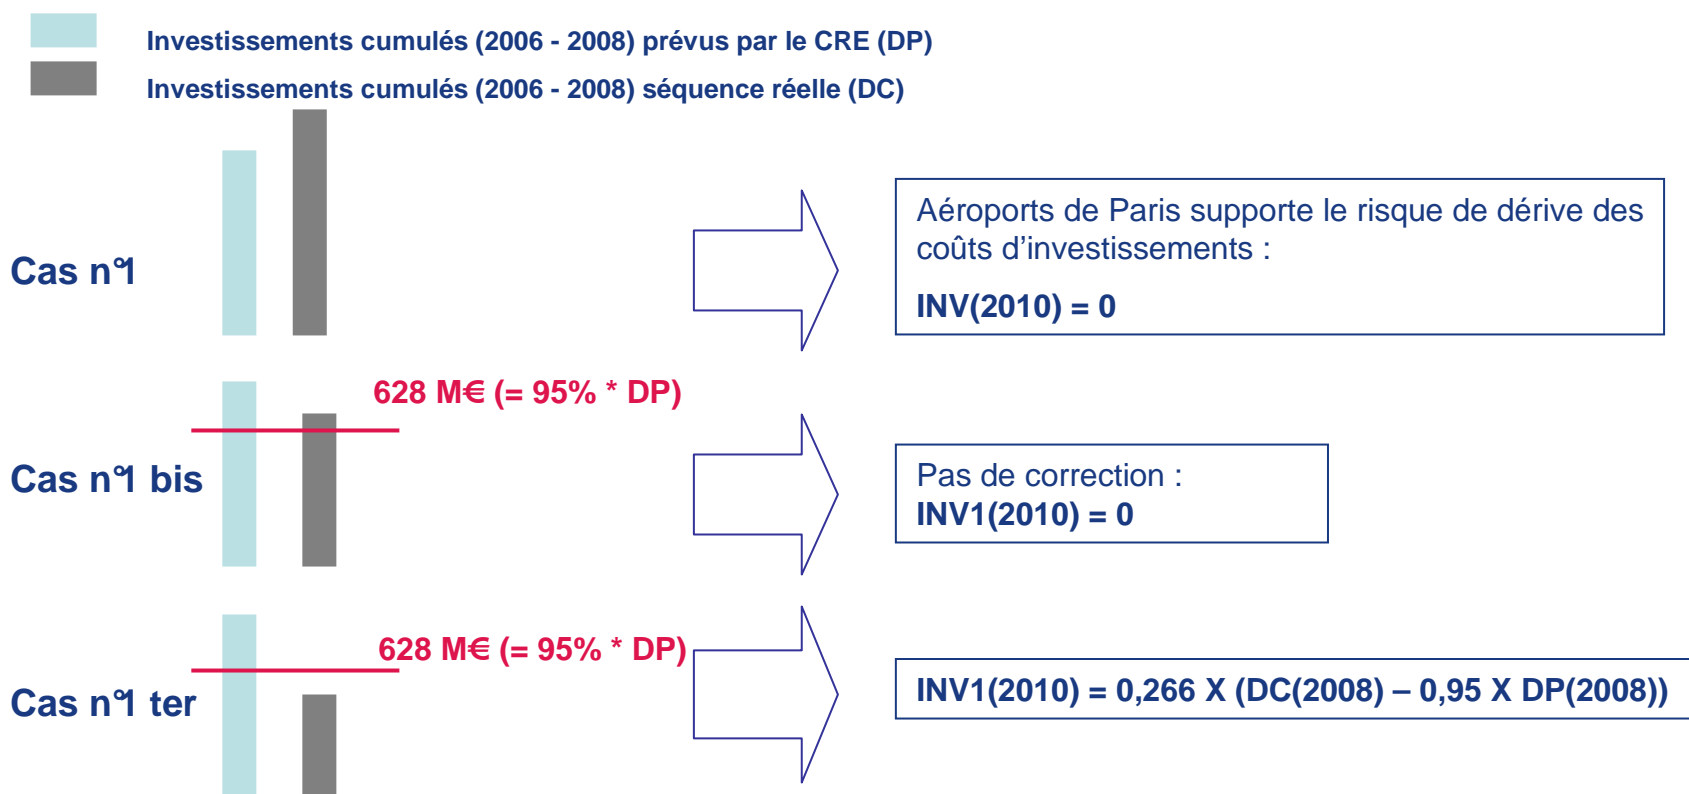 Investissements cumulés (2006 - 2008) prévus par le CRE (DP)
Investissements cumulés (2006 - 2008) séquence réelle (DC)
Cas n°1
Aéroports de Paris supporte le risque de dérive des
coûts d’investissements :
INV(2010) = 0
628 M€ (= 95% * DP)
Cas n°1 bis
Pas de correction :
INV1(2010) = 0
628 M€ (= 95% * DP)
Cas n°1 ter
INV1(2010) = 0,266 X (DC(2008) – 0,95 X DP(2008))